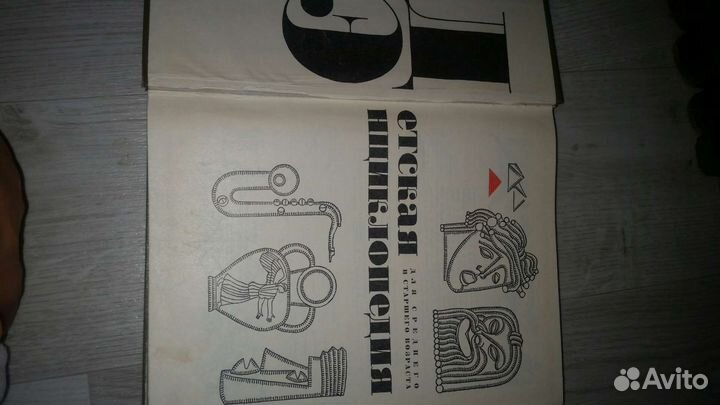 етская
для среднего
и старшего возраста
нциклопедия
Avito